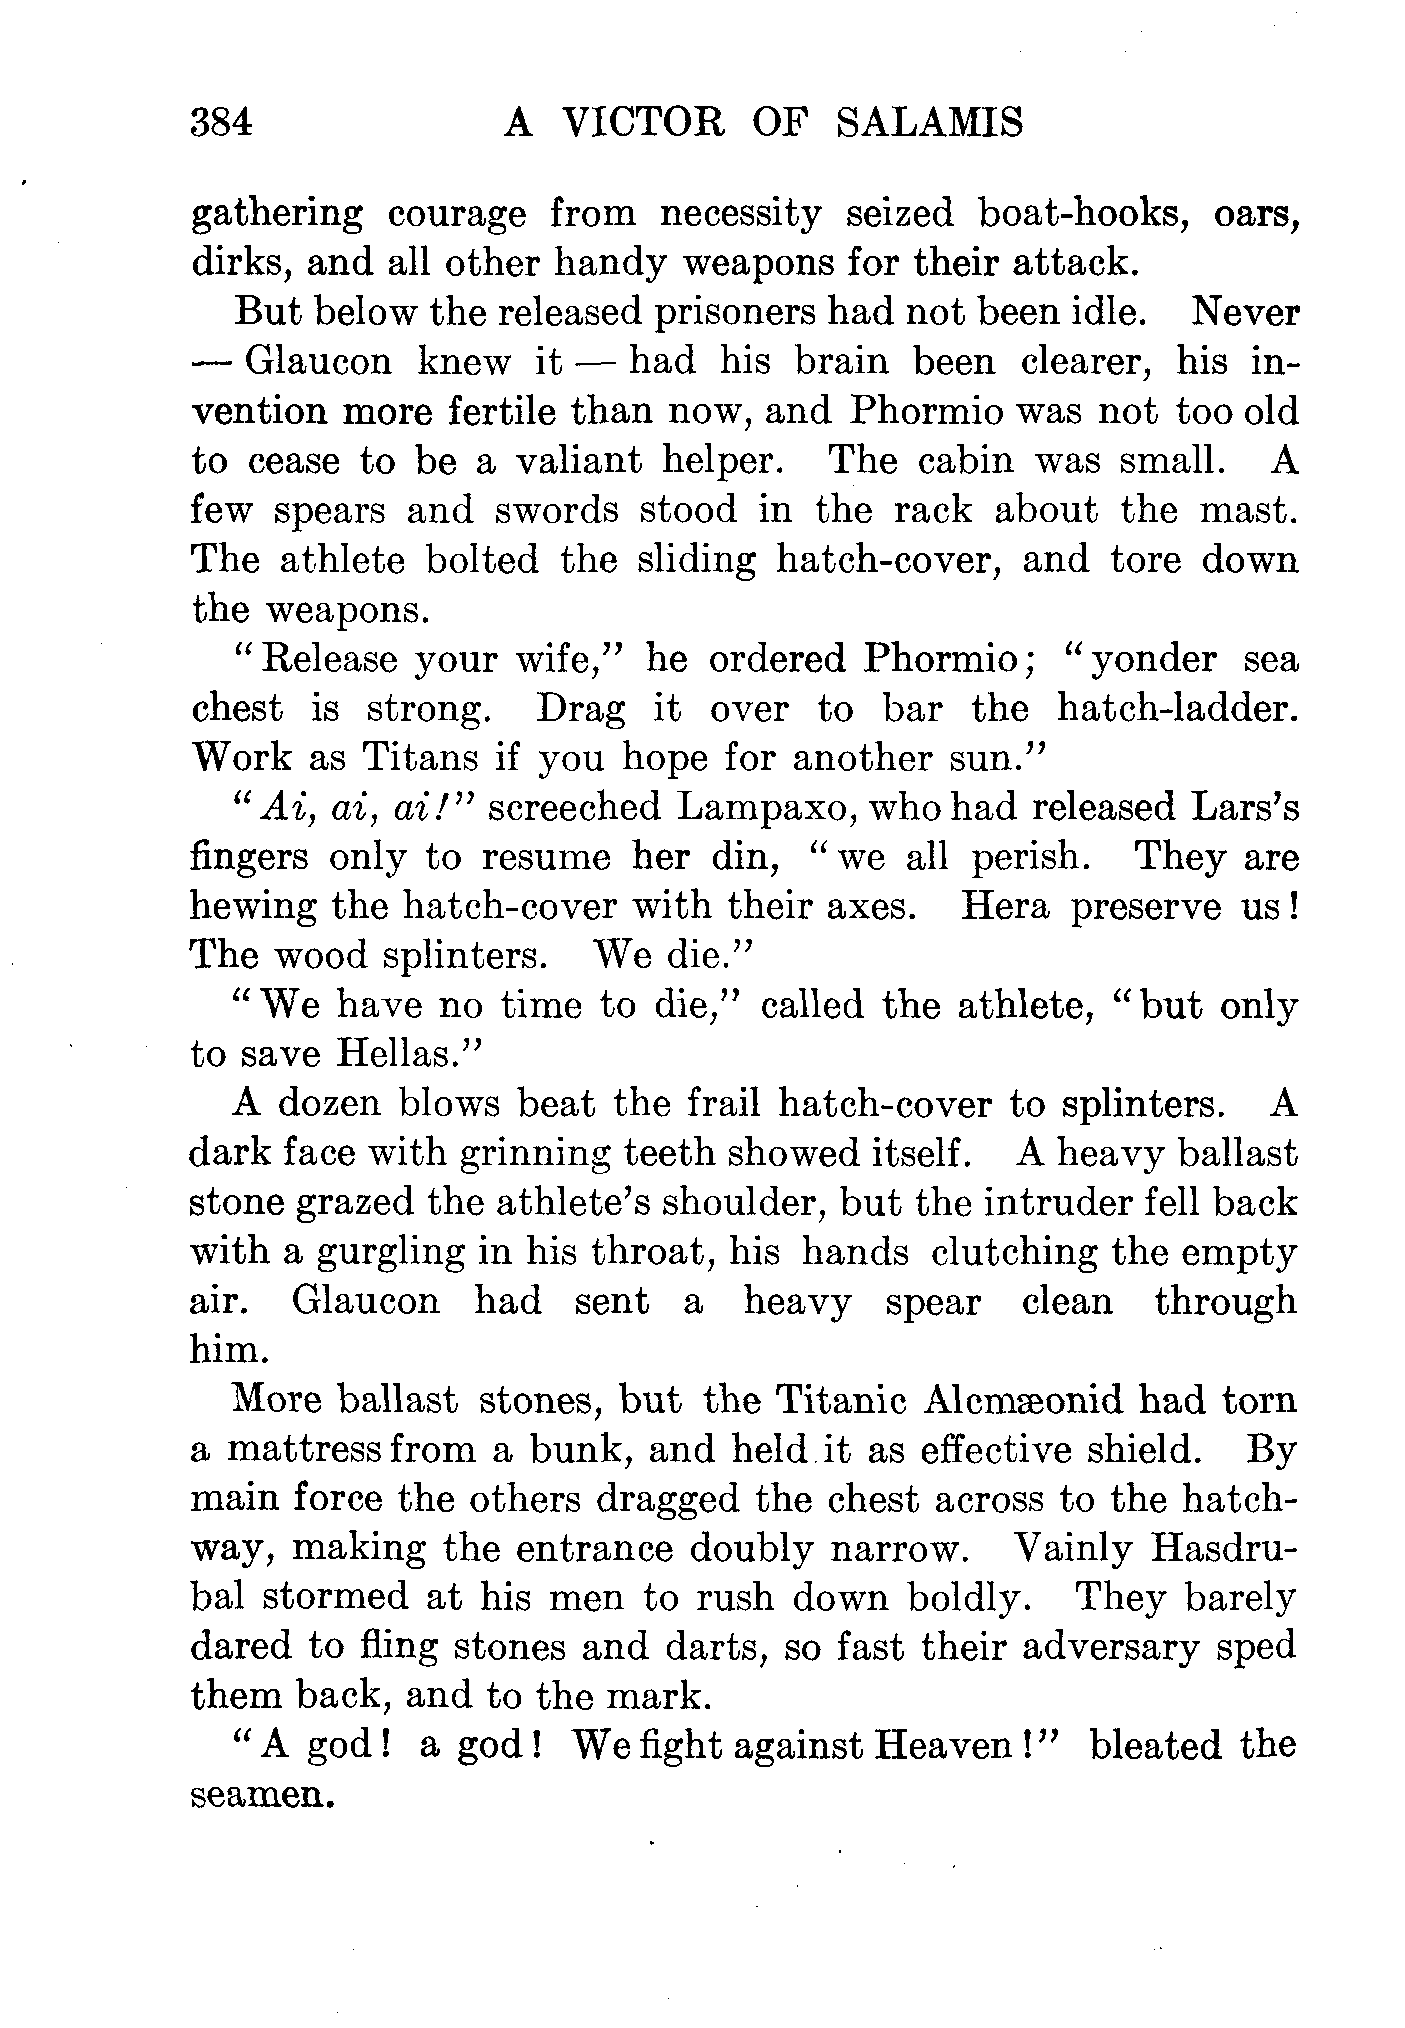 384 A VICTOR OF SALAMIS
gathering courage from necessity seized boat-hooks, oars,
dirks, and all other handy weapons for their attack.
But below the released prisoners had not been idle. Never
— Glaucon knew it — had his brain been clearer, his in-
vention more fertile than now, and Phormio was not too old
to cease to be a valiant helper. The cabin was small. A
few spears and swords stood in the rack about the mast.
The athlete bolted the sliding hatch-cover, and tore down
the weapons.
“Release your wife,” he ordered Phormio; “yonder sea
chest is strong. Drag it over to bar the hatch-ladder.
Work as Titans if you hope for another sun.”
“Ai, ai, ai!” screeched Lampaxo, who had released Lars’s
fingers only to resume her din, “we all perish. They are
hewing the hatch-cover with their axes. Hera preserve us!
The wood splinters. We die.”
“We have no time to die,” called the athlete, “but only
to save Hellas.”
A dozen blows beat the frail hatch-cover to splinters. A
dark face with grinning teeth showed itself. A heavy ballast
stone grazed the athlete’s shoulder, but the intruder fell back
with a gurgling in his throat, his hands clutching the empty
air. Glaucon had sent a heavy spear clean through
him.
More ballast stones, but the Titanic Alcmæonid had torn
a mattress from a bunk, and held it as effective shield. By
main force the others dragged the chest across to the hatch-
way, making the entrance doubly narrow. Vainly Hasdru-
bal stormed at his men to rush down boldly. They barely
dared to fling stones and darts, so fast their adversary sped
them back, and to the mark.
“A god! a god! We fight against Heaven!” bleated the
seamen.